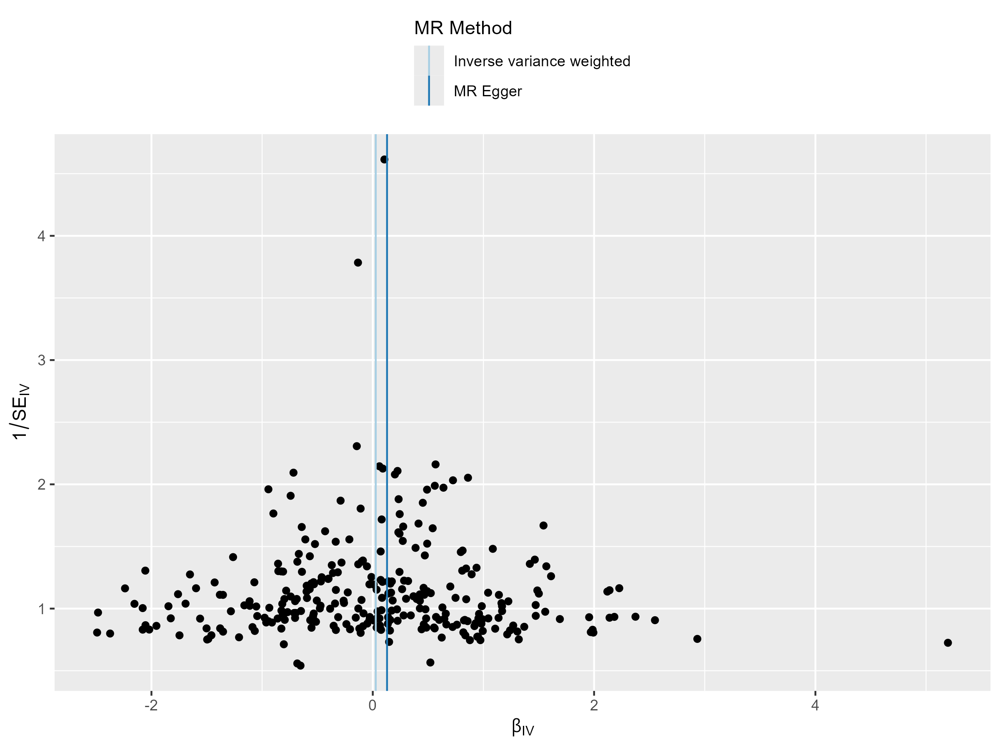 MR Method
Inverse variance weighted
MR Egger
4
3
2
1
1/SE_IV
-2 0 2 4
β_IV